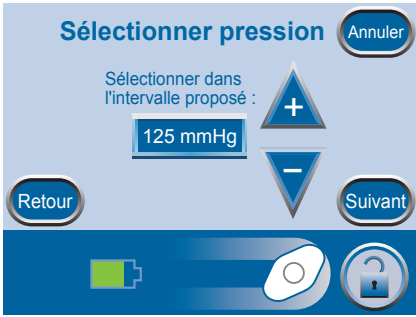 Sélectionner pression
Annuler
Sélectionner dans
l'intervalle proposé :
+
125 mmHg
−
Retour
Suivant